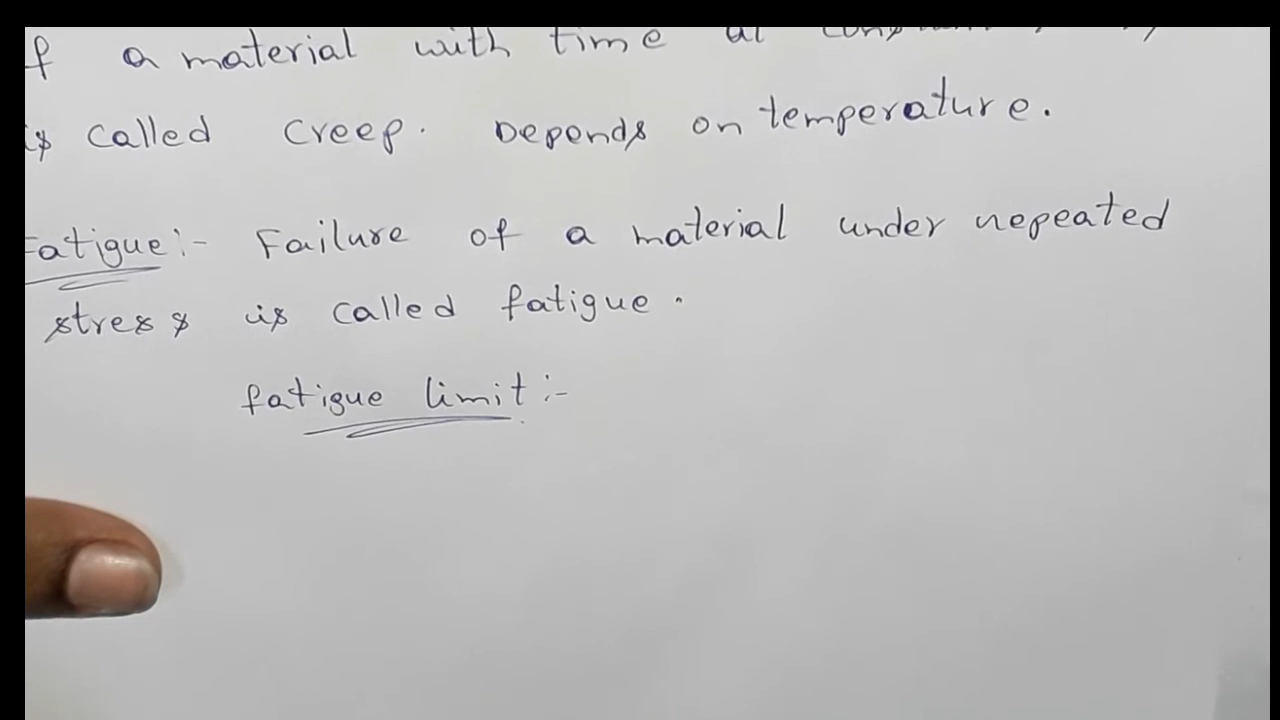 a material with time at
is called creep. Depends on temperature.
Fatigue:- Failure of a material under repeated
stress is called fatigue.
fatigue limit:-